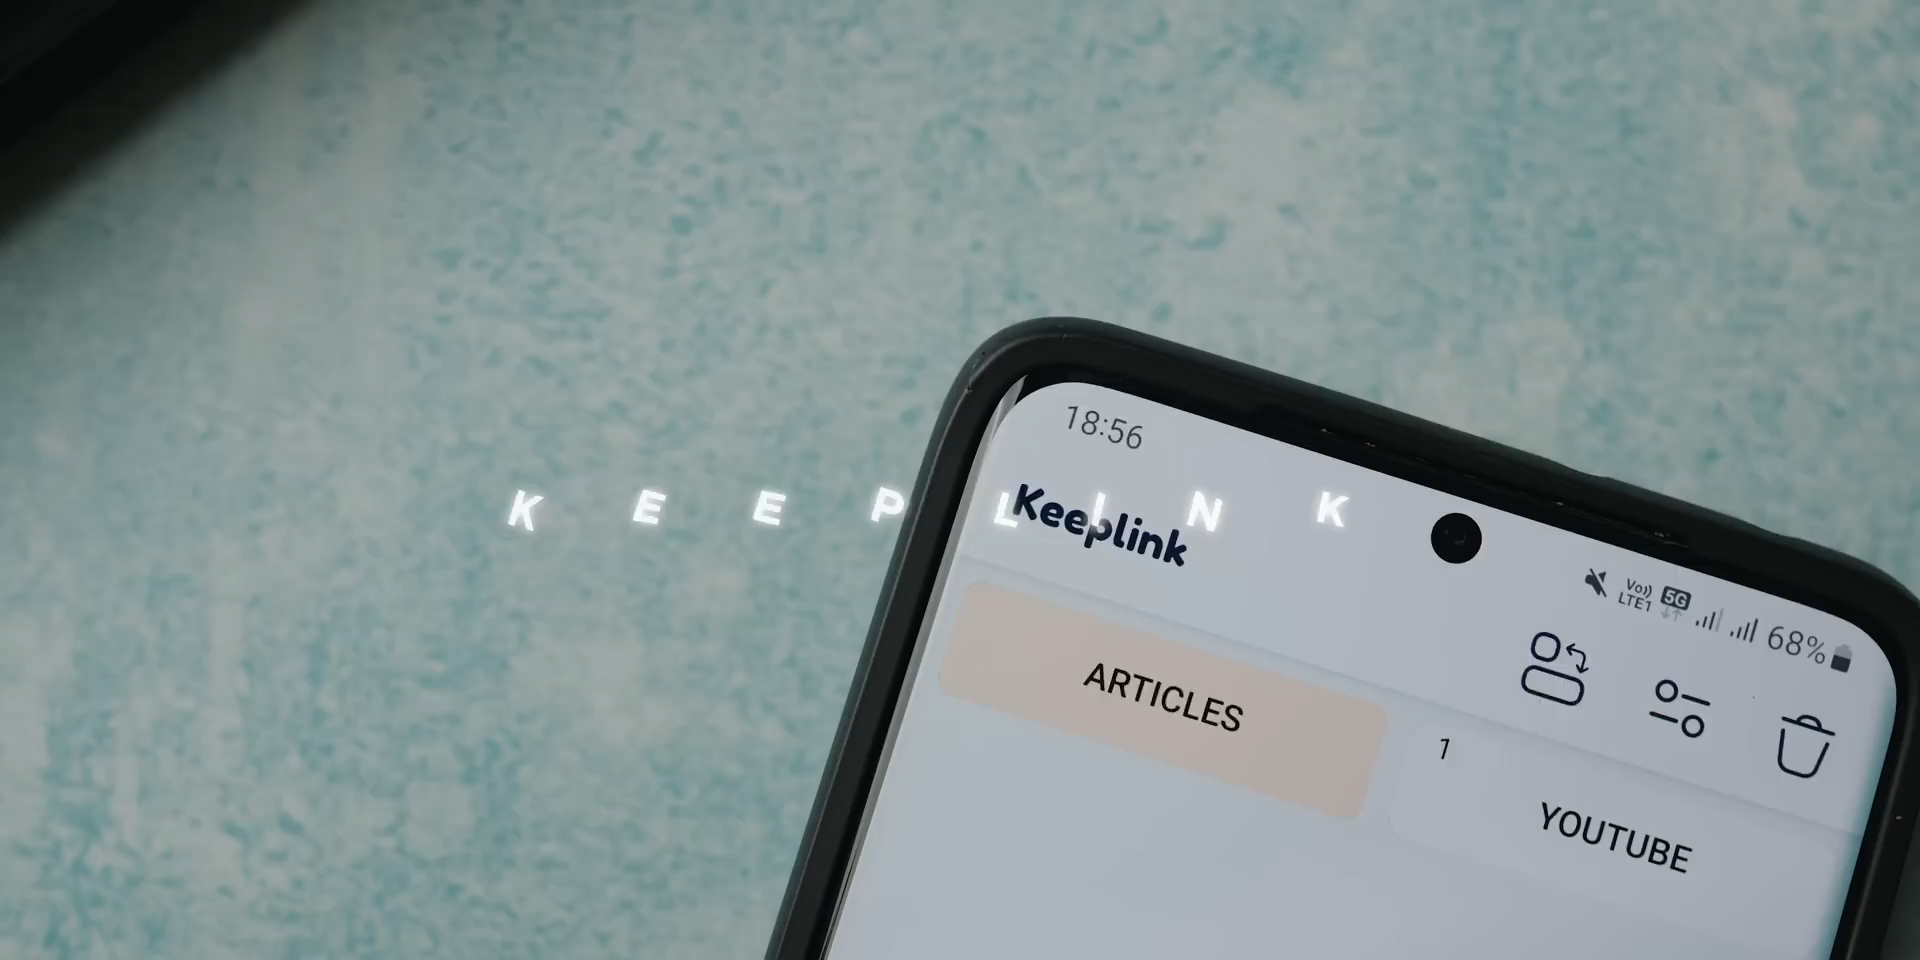 18:56
K E E P L I N K
Keeplink
Vo))
LTE1
5G
68%
ARTICLES
1
YOUTUBE